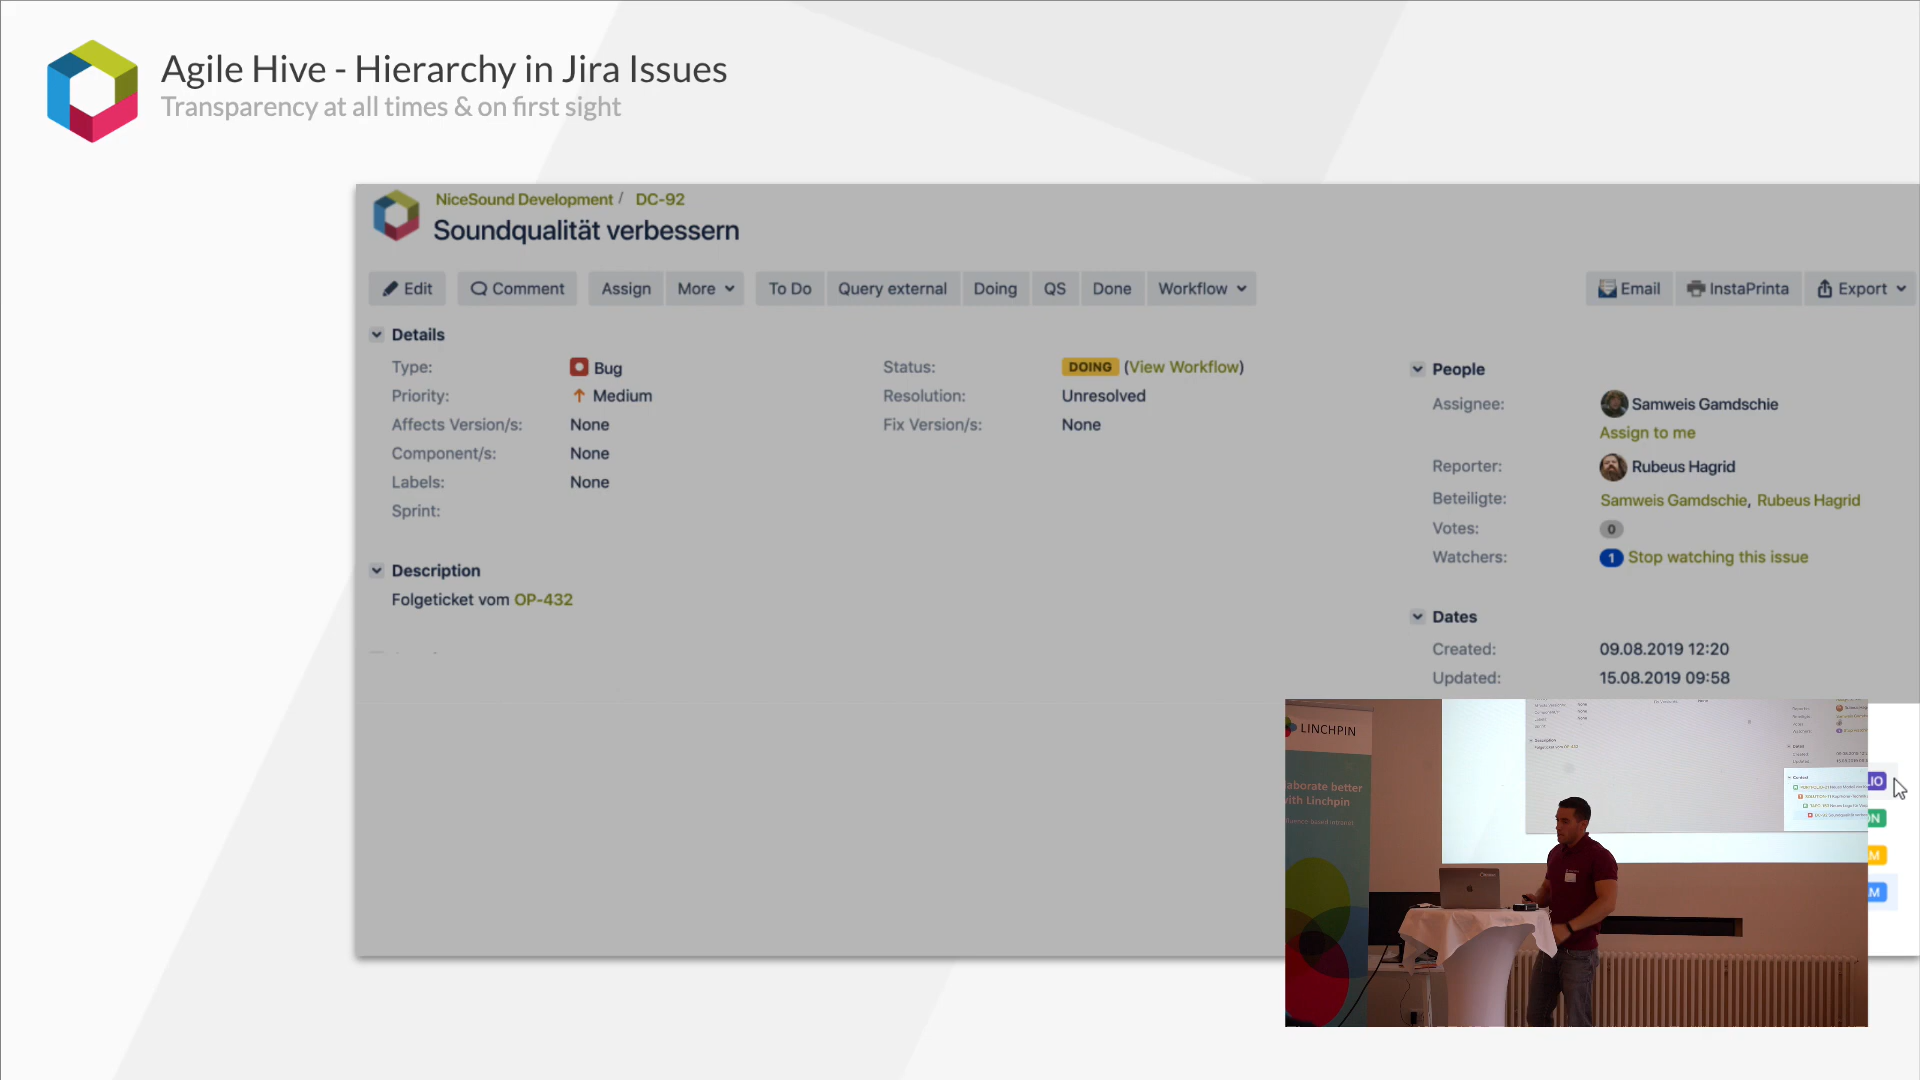 Agile Hive - Hierarchy in Jira Issues
Transparency at all times & on first sight
NiceSound Development / DC-92
Soundqualität verbessern
Edit Comment Assign More To Do Query external Doing QS Done Workflow Email InstaPrinta Export
Details
Type: Bug Status: DOING (View Workflow)
Priority: Medium Resolution: Unresolved
Affects Version/s: None Fix Version/s: None
Component/s: None
Labels: None
Sprint:
Description
Folgeticket vom OP-432
People
Assignee: Samweis Gamdschie
Assign to me
Reporter: Rubeus Hagrid
Beteiligte: Samweis Gamdschie, Rubeus Hagrid
Votes: 0
Watchers: 1 Stop watching this issue
Dates
Created: 09.08.2019 12:20
Updated: 15.08.2019 09:58
LINCHPIN
aborate better
with Linchpin
IO
N
M
M